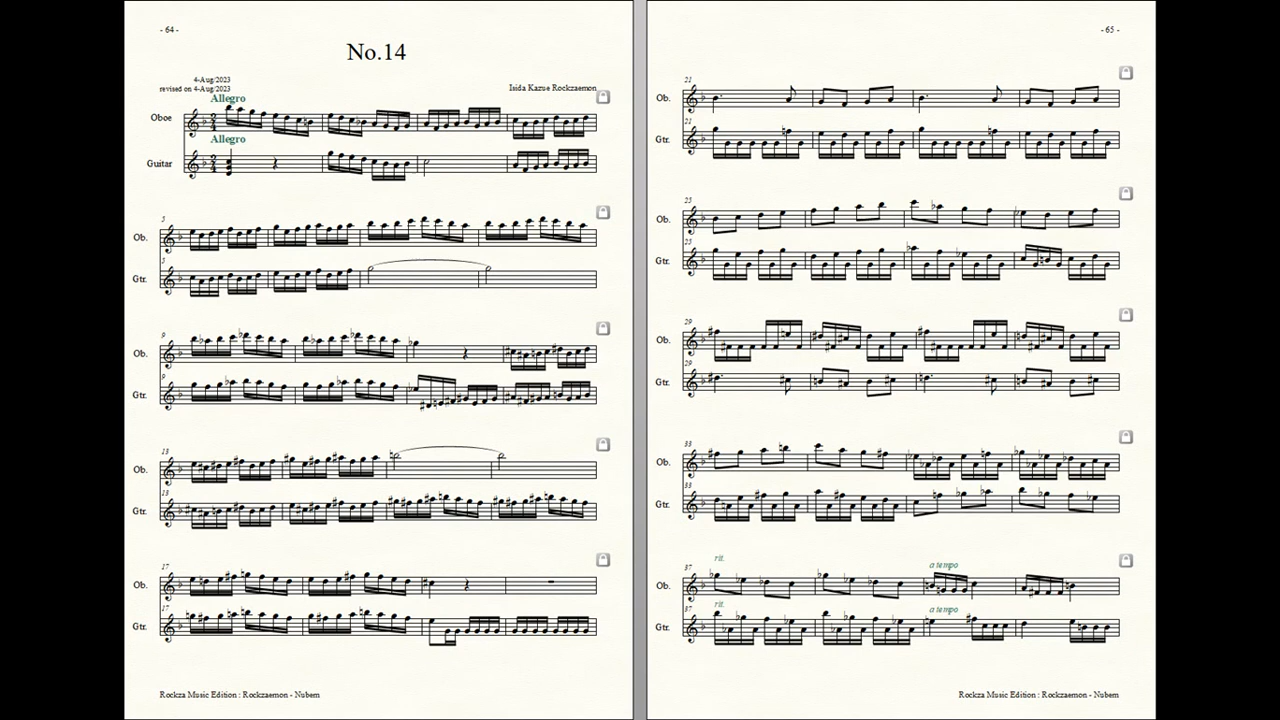 - 64 -
No.14
4-Aug/2023
revised on 4-Aug/2023
Isida Kazue Rockzaemon
Allegro
Oboe
Allegro
Guitar
5
Ob.
5
Gtr.
9
Ob.
9
Gtr.
13
Ob.
13
Gtr.
17
Ob.
17
Gtr.
Rockza Music Edition : Rockzaemon - Nubem
- 65 -
21
Ob.
21
Gtr.
25
Ob.
25
Gtr.
29
Ob.
29
Gtr.
33
Ob.
33
Gtr.
rit.
a tempo
37
Ob.
rit.
a tempo
37
Gtr.
Rockza Music Edition : Rockzaemon - Nubem